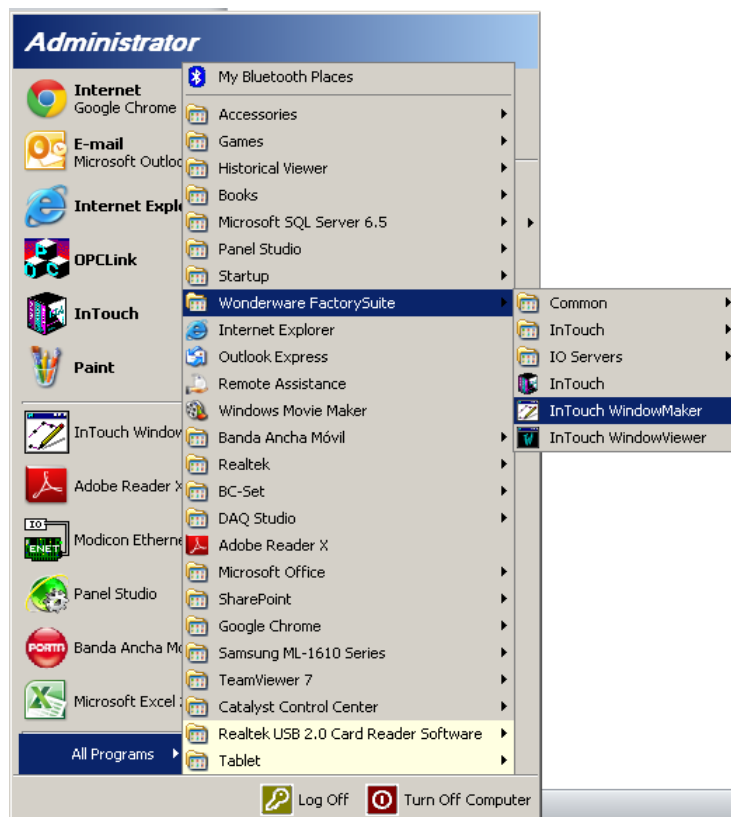 Administrator
Internet
Google Chrome
E-mail
Microsoft
Internet
OPCLink
InTouch
Paint
InTouch
Adobe Reader
Modicon
Panel Studio
Banda Ancha
Microsoft Excel
All Programs
My Bluetooth Places
Accessories
Games
Historical Viewer
Books
Microsoft SQL Server 6.5
Panel Studio
Startup
Wonderware FactorySuite
Internet Explorer
Outlook Express
Remote Assistance
Windows Movie Maker
Banda Ancha Móvil
Realtek
BC-Set
DAQ Studio
Adobe Reader X
Microsoft Office
SharePoint
Google Chrome
Samsung ML-1610 Series
TeamViewer 7
Catalyst Control Center
Realtek USB 2.0 Card Reader Software
Tablet
Common
InTouch
IO Servers
InTouch
InTouch WindowMaker
InTouch WindowViewer
Log Off
Turn Off Computer
IO
ENET
PORTA